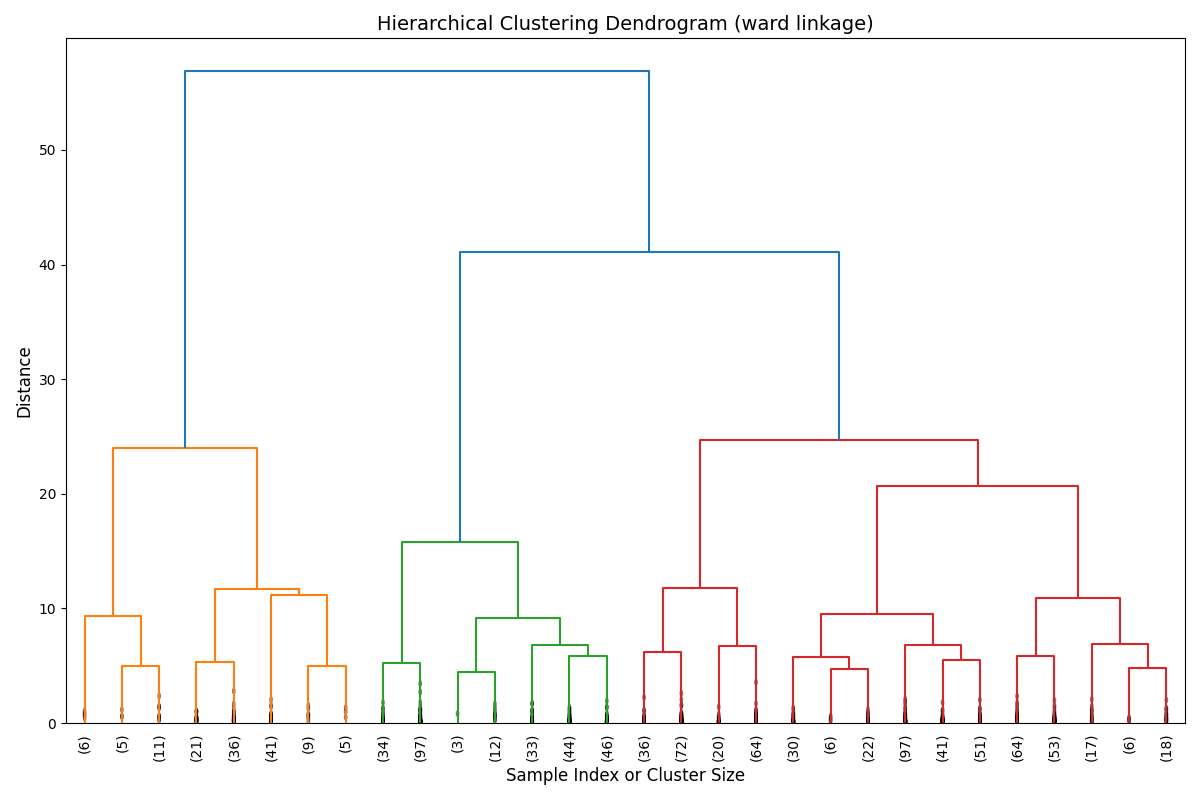 Hierarchical Clustering Dendrogram (ward linkage)
Distance
50
40
30
20
10
0
(6) (5) (11) (21) (36) (41) (9) (5) (34) (97) (3) (12) (33) (44) (46) (36) (72) (20) (64) (30) (6) (22) (97) (41) (51) (64) (53) (17) (6) (18)
Sample Index or Cluster Size